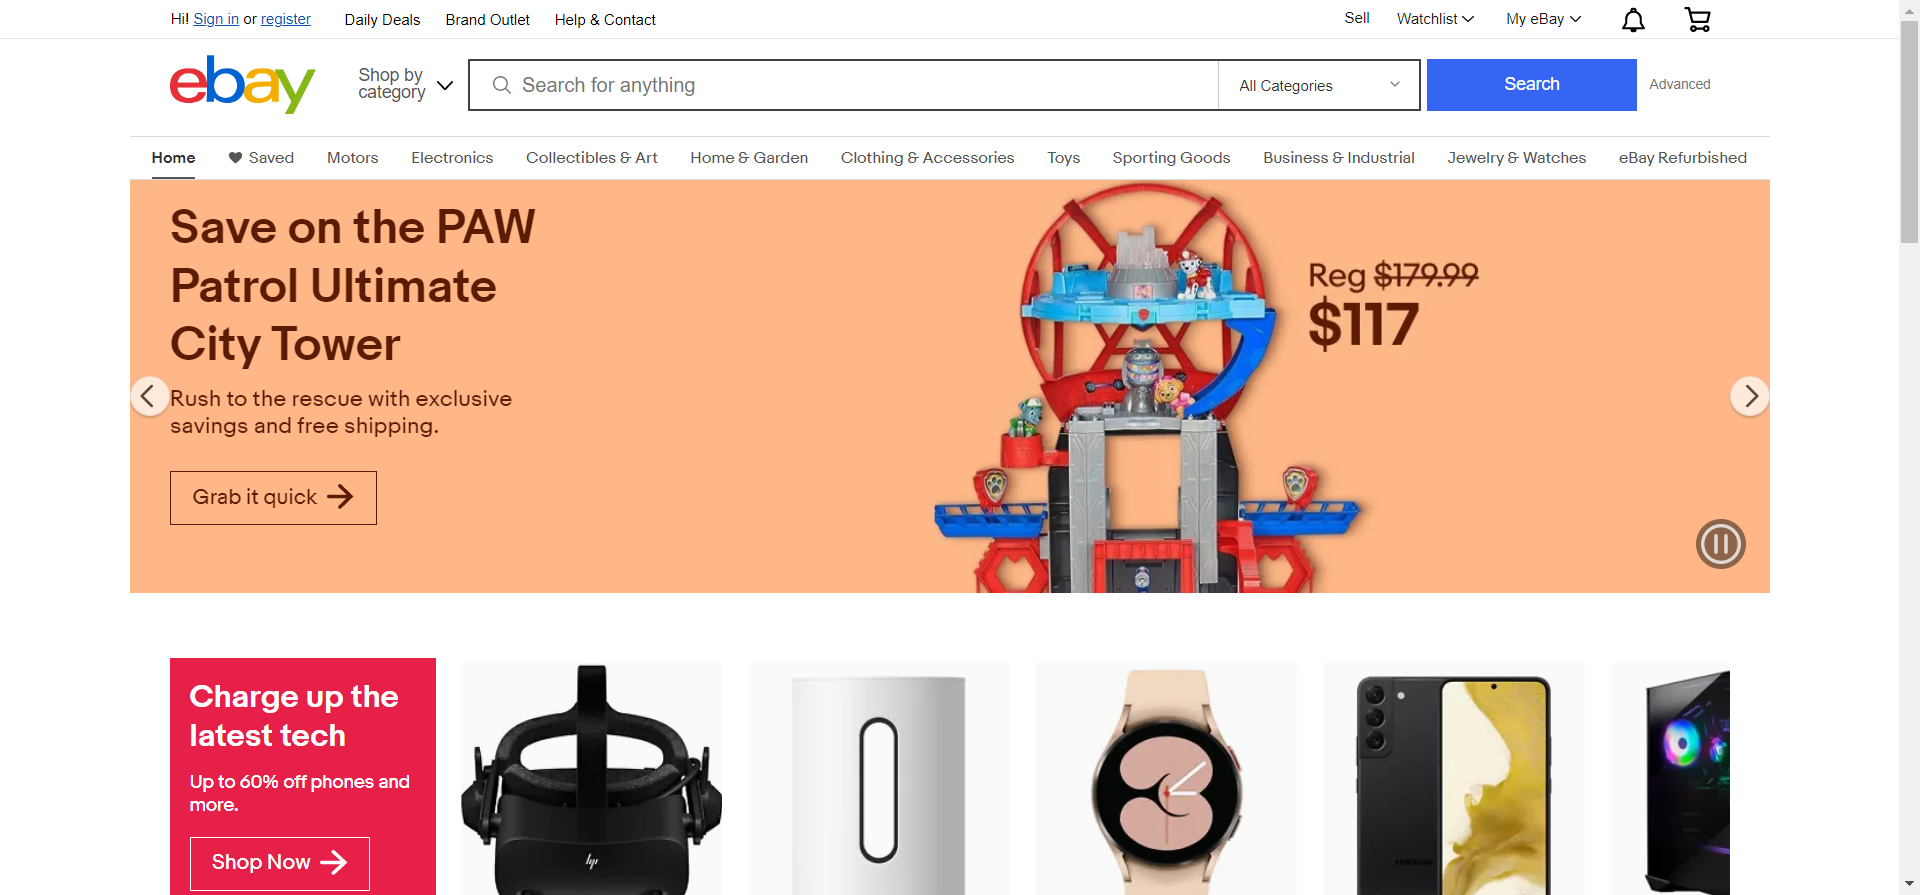 Hi! Sign in or register Daily Deals Brand Outlet Help & Contact Sell Watchlist My eBay
ebay Shop by category Search for anything All Categories Search Advanced
Home Saved Motors Electronics Collectibles & Art Home & Garden Clothing & Accessories Toys Sporting Goods Business & Industrial Jewelry & Watches eBay Refurbished
Save on the PAW
Patrol Ultimate
City Tower
Rush to the rescue with exclusive
savings and free shipping.
Grab it quick
Reg $179.99
$117
Charge up the
latest tech
Up to 60% off phones and
more.
Shop Now
hp
SAMSUNG